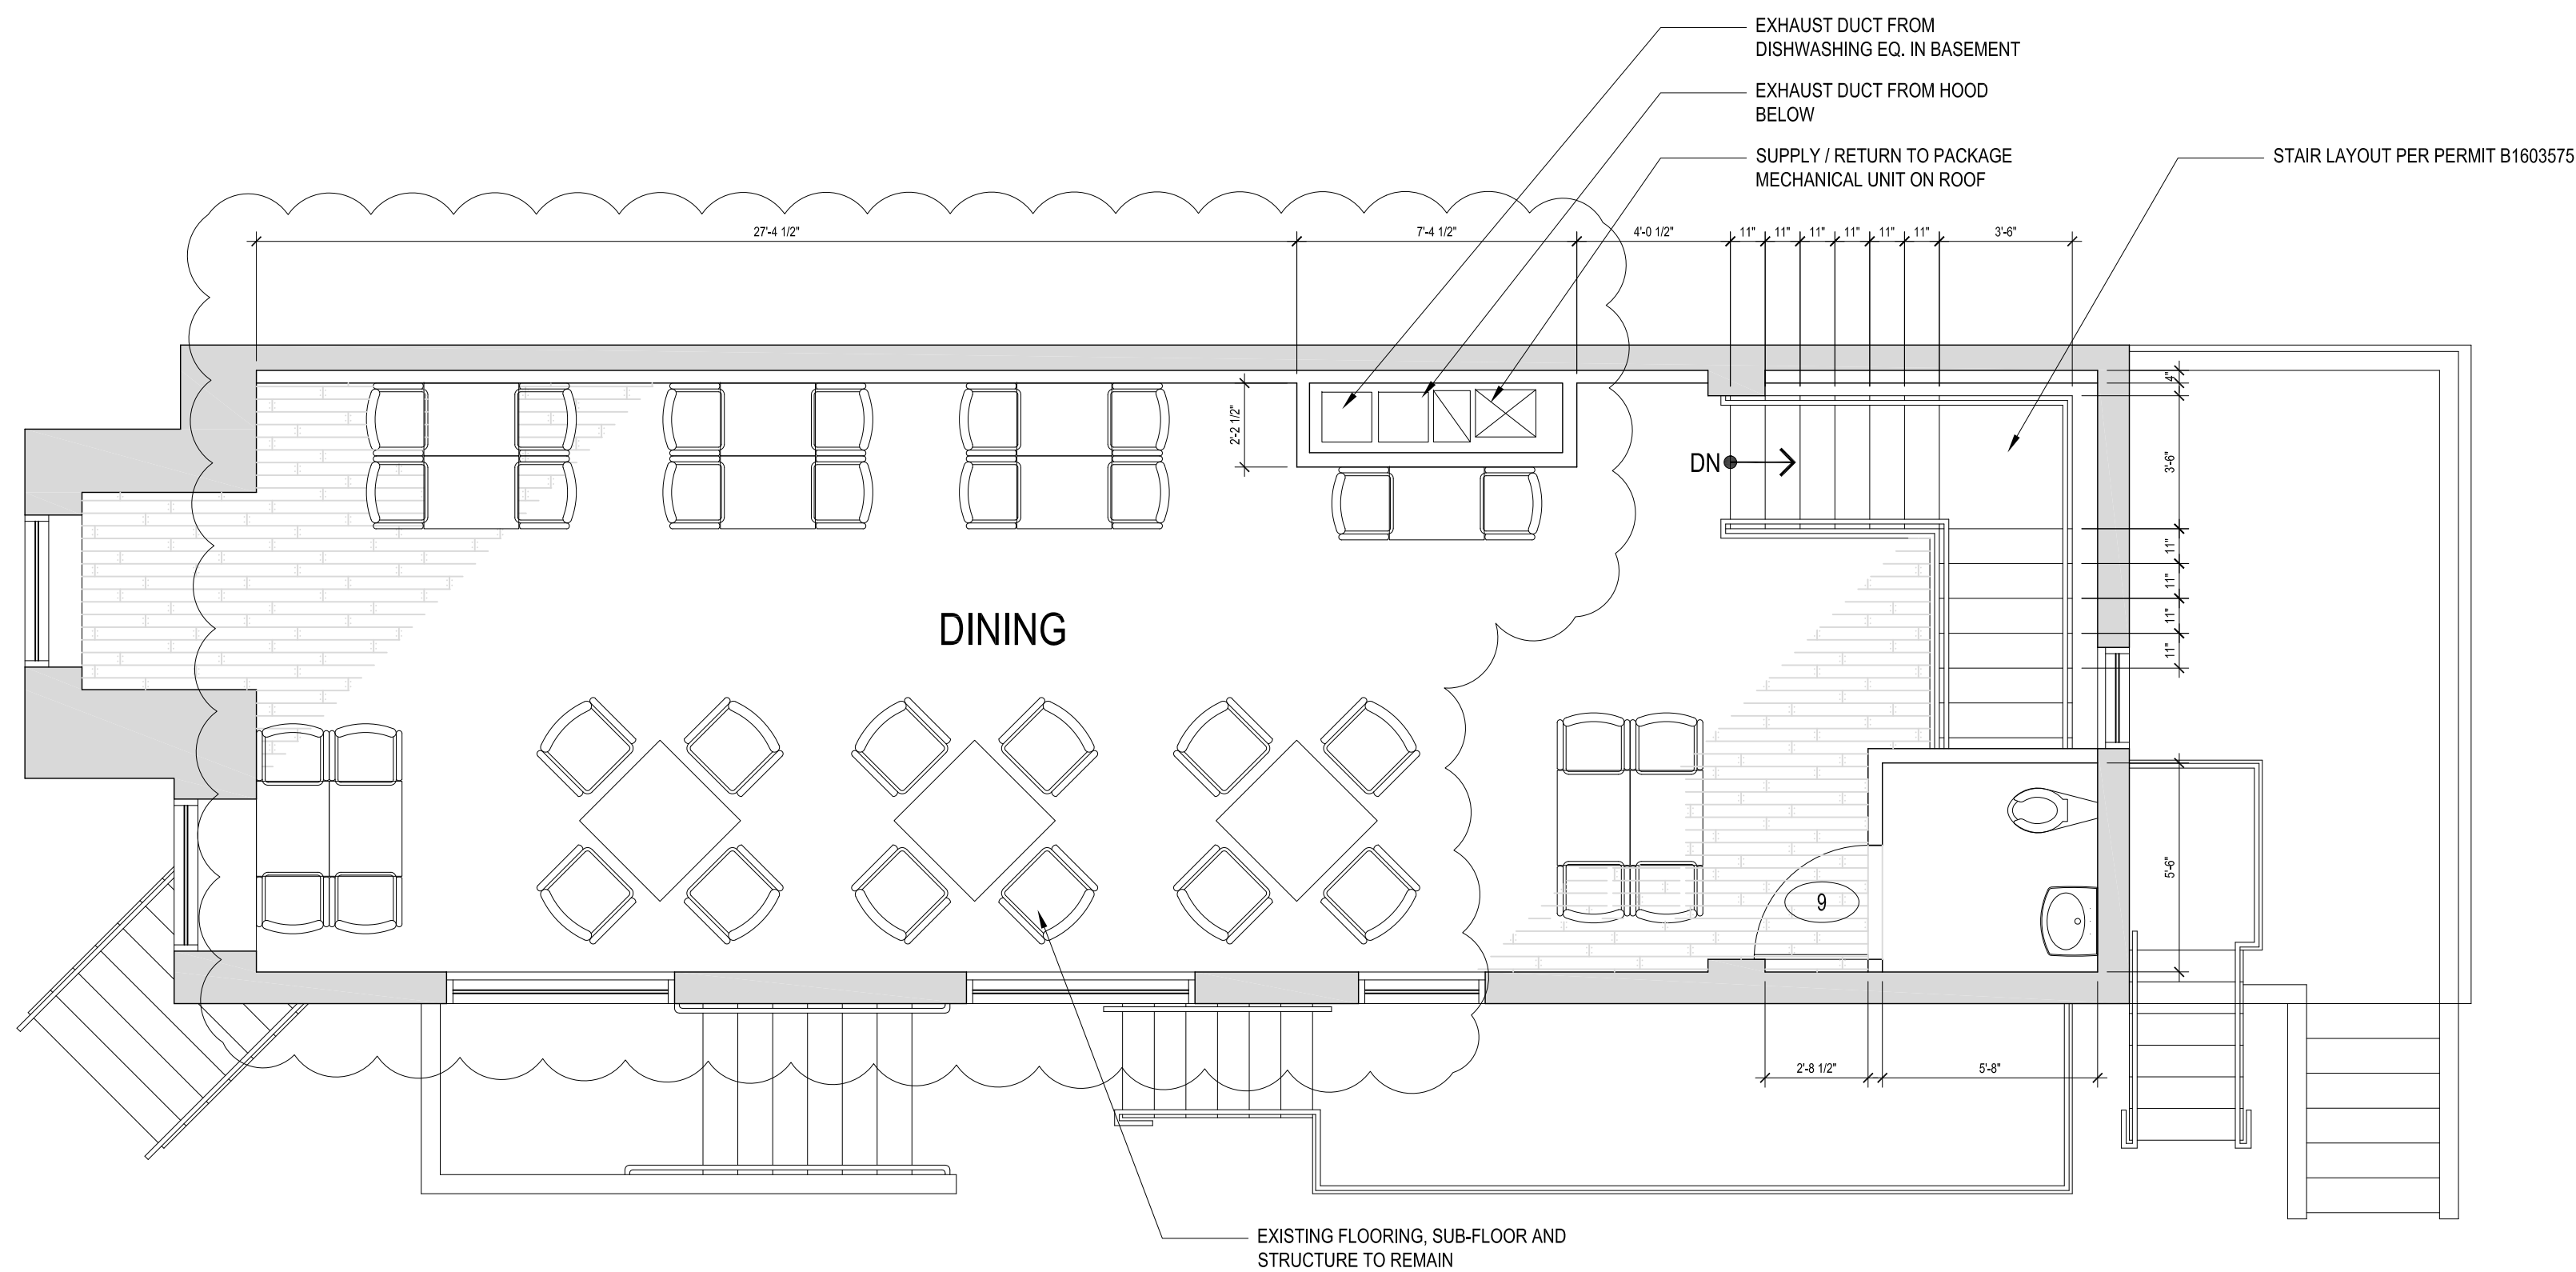 EXHAUST DUCT FROM
DISHWASHING EQ. IN BASEMENT
EXHAUST DUCT FROM HOOD
BELOW
SUPPLY / RETURN TO PACKAGE
MECHANICAL UNIT ON ROOF
STAIR LAYOUT PER PERMIT B1603575
27'-4 1/2"
7'-4 1/2"
4'-0 1/2"
11"
11"
11"
11"
11"
11"
3'-6"
4"
2'-2 1/2"
DN
3'-6"
11"
11"
11"
11"
DINING
5'-6"
9
2'-8 1/2"
5'-8"
EXISTING FLOORING, SUB-FLOOR AND
STRUCTURE TO REMAIN